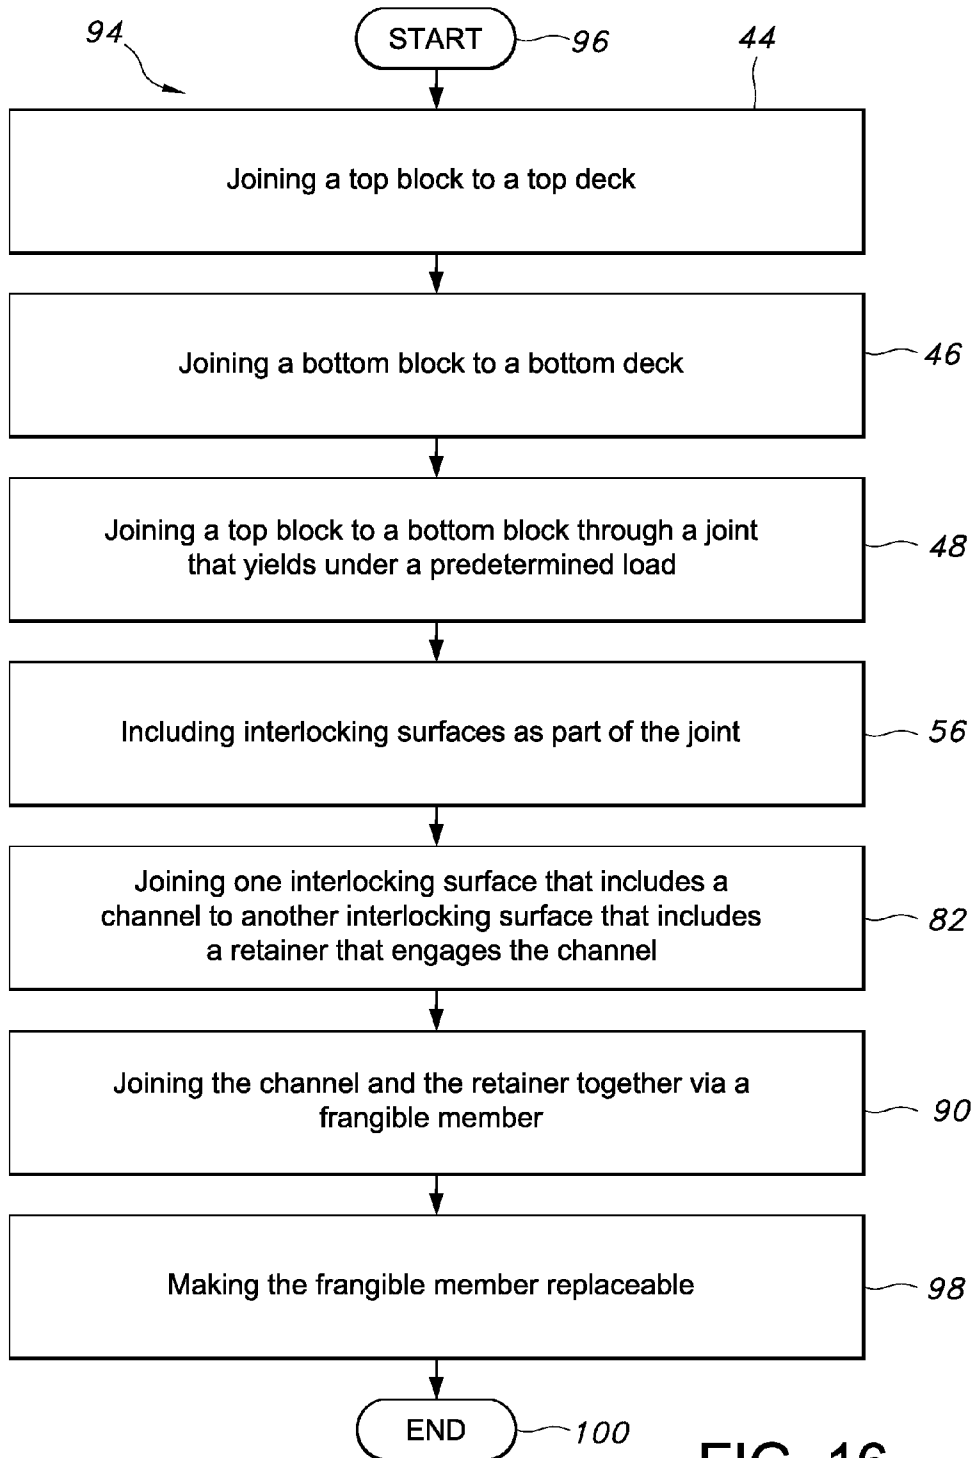 94
START
96
44
Joining a top block to a top deck
Joining a bottom block to a bottom deck
46
Joining a top block to a bottom block through a joint
that yields under a predetermined load
48
Including interlocking surfaces as part of the joint
56
Joining one interlocking surface that includes a
channel to another interlocking surface that includes
a retainer that engages the channel
82
Joining the channel and the retainer together via a
frangible member
90
Making the frangible member replaceable
98
END
100
FIG. 16